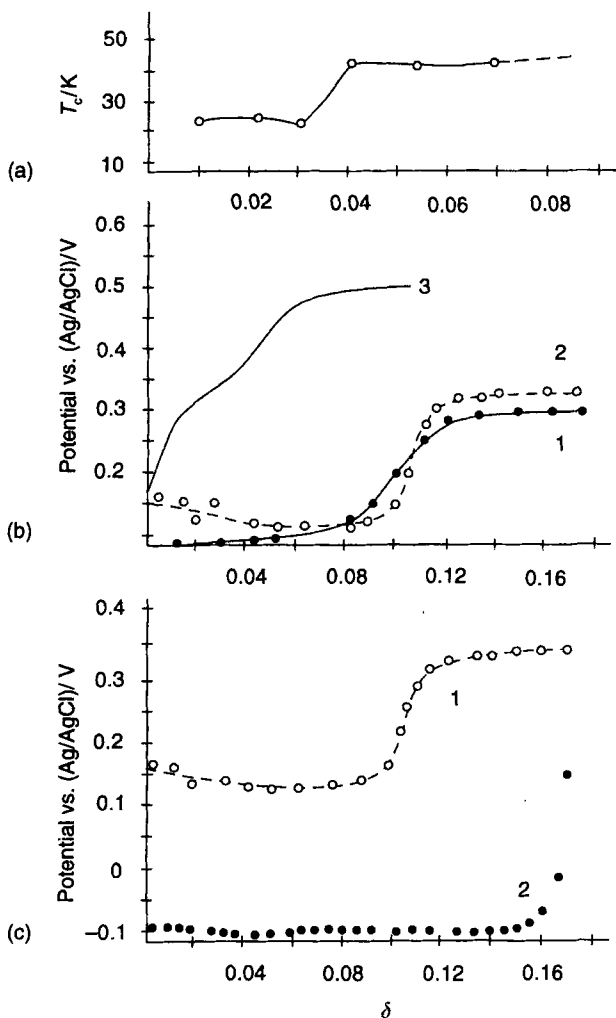 50
30
10
T_c/K
(a)
0.02 0.04 0.06 0.08
0.6
0.5
0.4
0.3
0.2
Potential vs. (Ag/AgCl)/V
3
2
1
(b)
0.04 0.08 0.12 0.16
0.4
0.3
0.2
0.1
0
−0.1
Potential vs. (Ag/AgCl)/ V
1
2
(c)
0.04 0.08 0.12 0.16
δ